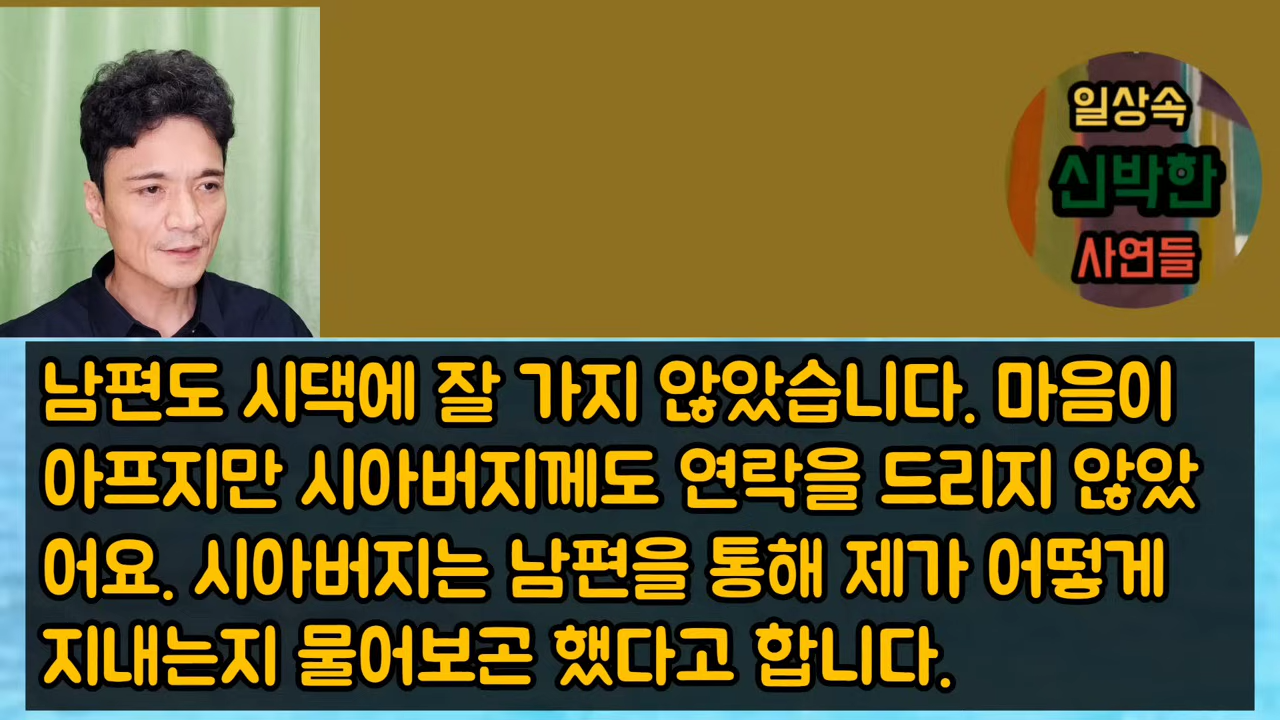 일상속
신박한
사연들
남편도 시댁에 잘 가지 않았습니다. 마음이
아프지만 시아버지께도 연락을 드리지 않았
어요. 시아버지는 남편을 통해 제가 어떻게
지내는지 물어보곤 했다고 합니다.